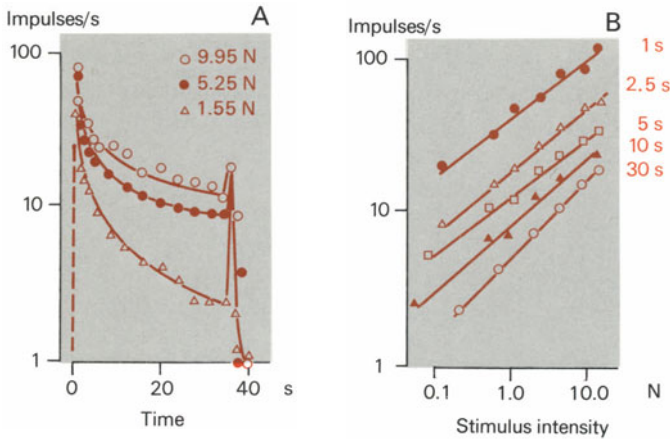 Impulses/s
A
100
10
1
○ 9.95 N
● 5.25 N
△ 1.55 N
0
20
40
s
Time
Impulses/s
B
100
10
1
1 s
2.5 s
5 s
10 s
30 s
0.1
1.0
10.0
N
Stimulus intensity